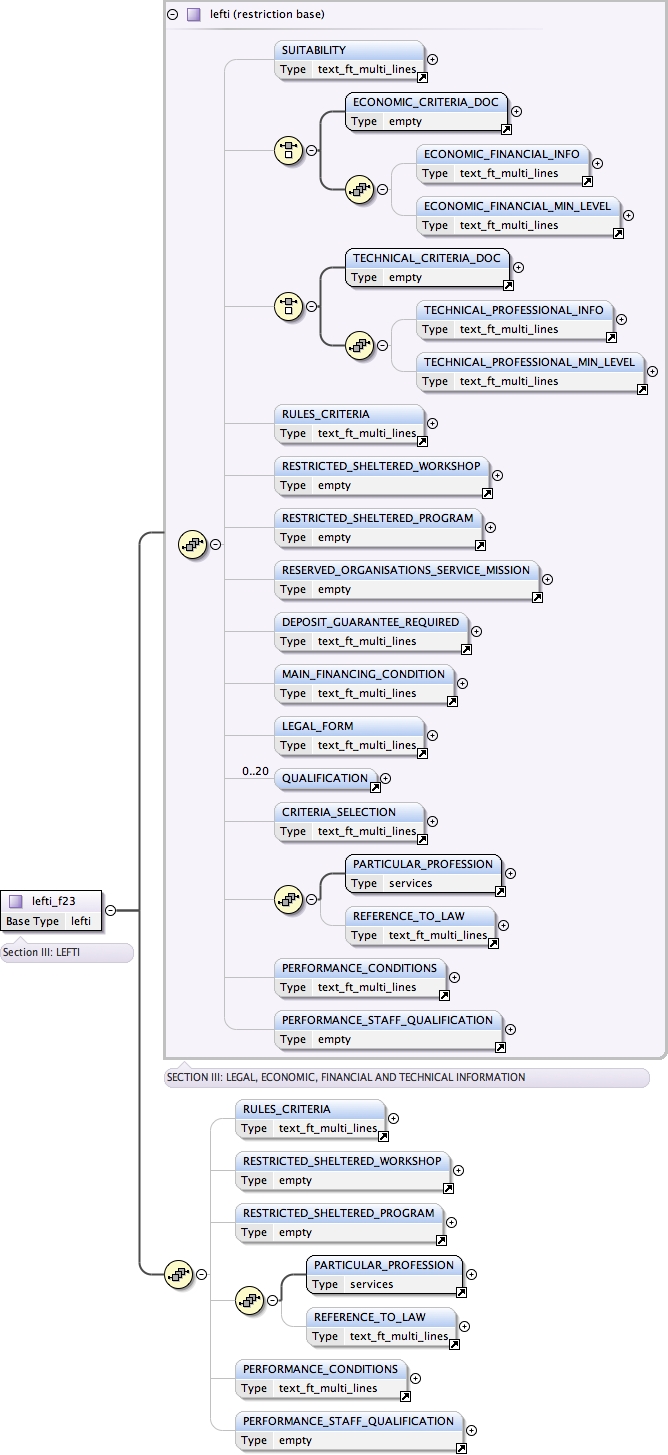 lefti (restriction base)
SUITABILITY
Type text_ft_multi_lines
ECONOMIC_CRITERIA_DOC
Type empty
ECONOMIC_FINANCIAL_INFO
Type text_ft_multi_lines
ECONOMIC_FINANCIAL_MIN_LEVEL
Type text_ft_multi_lines
TECHNICAL_CRITERIA_DOC
Type empty
TECHNICAL_PROFESSIONAL_INFO
Type text_ft_multi_lines
TECHNICAL_PROFESSIONAL_MIN_LEVEL
Type text_ft_multi_lines
RULES_CRITERIA
Type text_ft_multi_lines
RESTRICTED_SHELTERED_WORKSHOP
Type empty
RESTRICTED_SHELTERED_PROGRAM
Type empty
RESERVED_ORGANISATIONS_SERVICE_MISSION
Type empty
DEPOSIT_GUARANTEE_REQUIRED
Type text_ft_multi_lines
MAIN_FINANCING_CONDITION
Type text_ft_multi_lines
LEGAL_FORM
Type text_ft_multi_lines
0..20
QUALIFICATION
CRITERIA_SELECTION
Type text_ft_multi_lines
PARTICULAR_PROFESSION
Type services
REFERENCE_TO_LAW
Type text_ft_multi_lines
PERFORMANCE_CONDITIONS
Type text_ft_multi_lines
PERFORMANCE_STAFF_QUALIFICATION
Type empty
SECTION III: LEGAL, ECONOMIC, FINANCIAL AND TECHNICAL INFORMATION
lefti_f23
Base Type lefti
Section III: LEFTI
RULES_CRITERIA
Type text_ft_multi_lines
RESTRICTED_SHELTERED_WORKSHOP
Type empty
RESTRICTED_SHELTERED_PROGRAM
Type empty
PARTICULAR_PROFESSION
Type services
REFERENCE_TO_LAW
Type text_ft_multi_lines
PERFORMANCE_CONDITIONS
Type text_ft_multi_lines
PERFORMANCE_STAFF_QUALIFICATION
Type empty